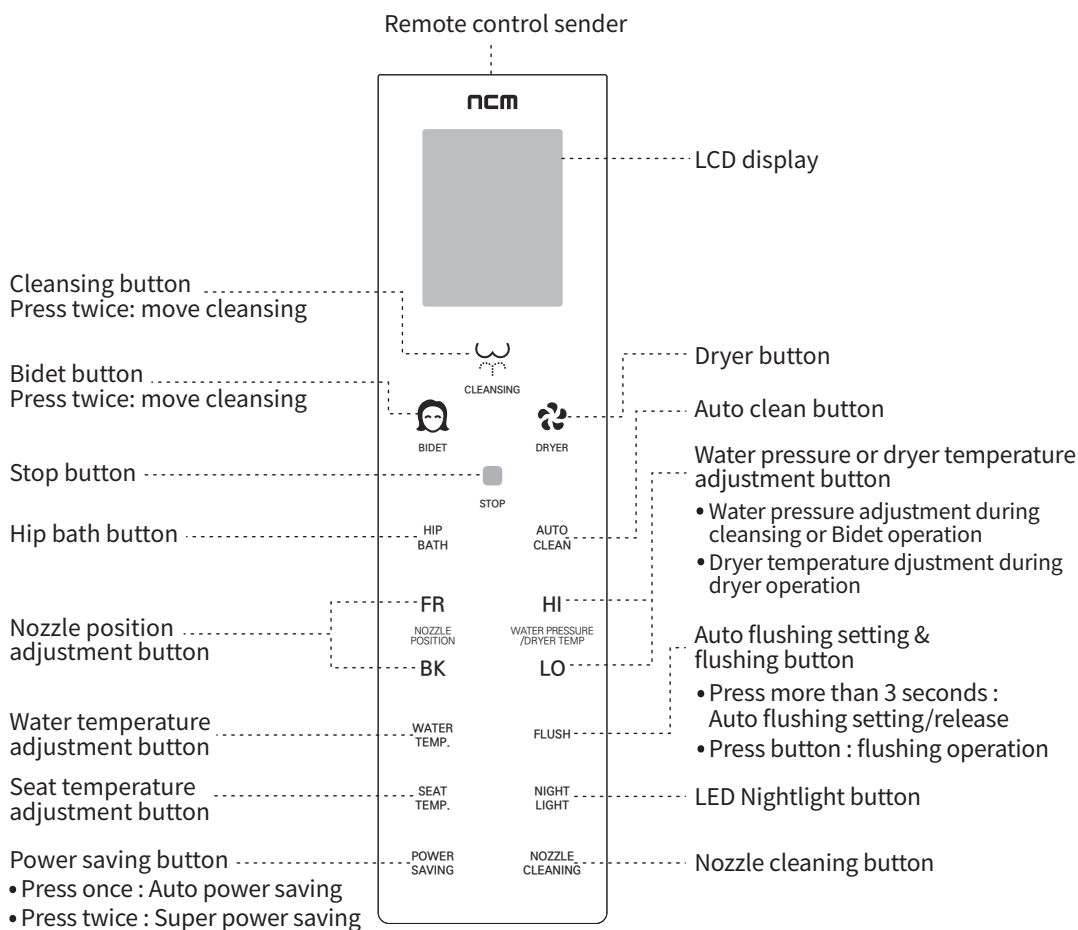 Remote control sender
ncm
LCD display
Cleansing button
Press twice: move cleansing
Bidet button
Press twice: move cleansing
Stop button
Hip bath button
Nozzle position
adjustment button
Water temperature
adjustment button
Seat temperature
adjustment button
Power saving button
• Press once : Auto power saving
• Press twice : Super power saving
CLEANSING
BIDET
DRYER
STOP
HIP
BATH
AUTO
CLEAN
FR
HI
NOZZLE
POSITION
WATER PRESSURE
/DRYER TEMP
BK
LO
WATER
TEMP.
FLUSH
SEAT
TEMP.
NIGHT
LIGHT
POWER
SAVING
NOZZLE
CLEANING
Dryer button
Auto clean button
Water pressure or dryer temperature
adjustment button
• Water pressure adjustment during
cleansing or Bidet operation
• Dryer temperature djustment during
dryer operation
Auto flushing setting &
flushing button
• Press more than 3 seconds :
Auto flushing setting/release
• Press button : flushing operation
LED Nightlight button
Nozzle cleaning button